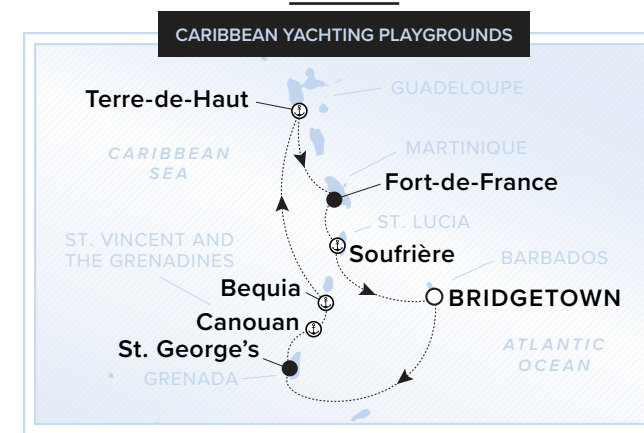 CARIBBEAN YACHTING PLAYGROUNDS
Terre-de-Haut
GUADELOUPE
CARIBBEAN
SEA
MARTINIQUE
Fort-de-France
ST. LUCIA
ST. VINCENT AND
THE GRENADINES
Soufrière
BARBADOS
Bequia
BRIDGETOWN
Canouan
St. George's
ATLANTIC
OCEAN
GRENADA